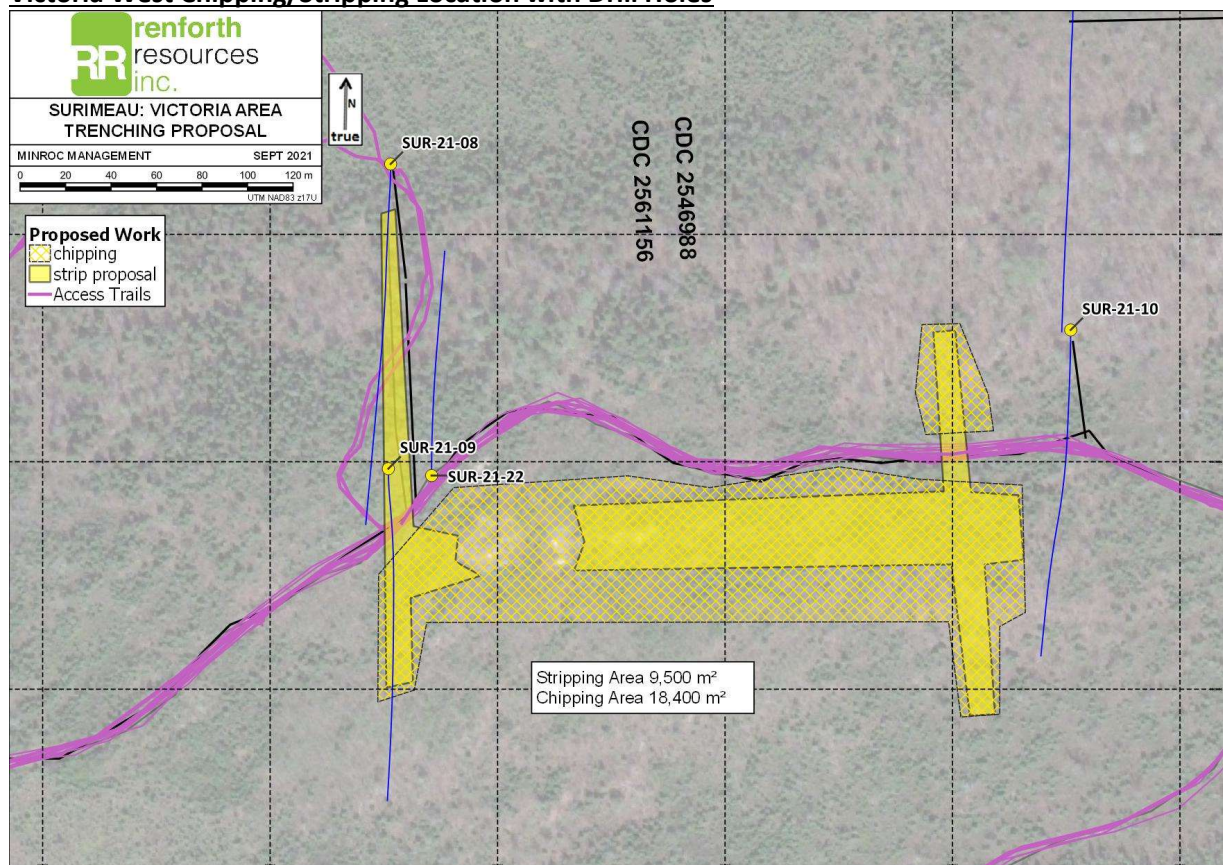 Victoria West Chipping/Stripping Location with Drill Holes
RR
renforth
resources
inc.
SURIMEAU: VICTORIA AREA
TRENCHING PROPOSAL
MINROC MANAGEMENT SEPT 2021
0 20 40 60 80 100 120 m
UTM NAD83 z17U
N
true
Proposed Work
chipping
strip proposal
Access Trails
SUR-21-08
CDC 2546988
CDC 2561156
SUR-21-10
SUR-21-09
SUR-21-22
Stripping Area 9,500 m²
Chipping Area 18,400 m²